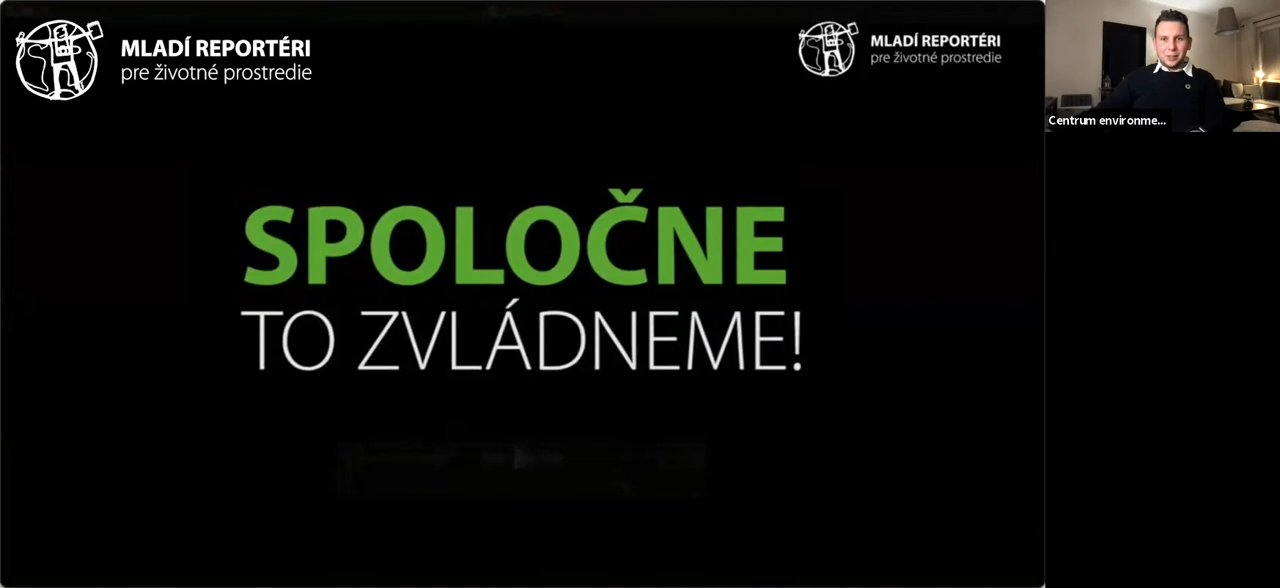 MLADÍ REPORTÉRI
pre životné prostredie
MLADÍ REPORTÉRI
pre životné prostredie
Centrum environme...
SPOLOČNE
TO ZVLÁDNEME!